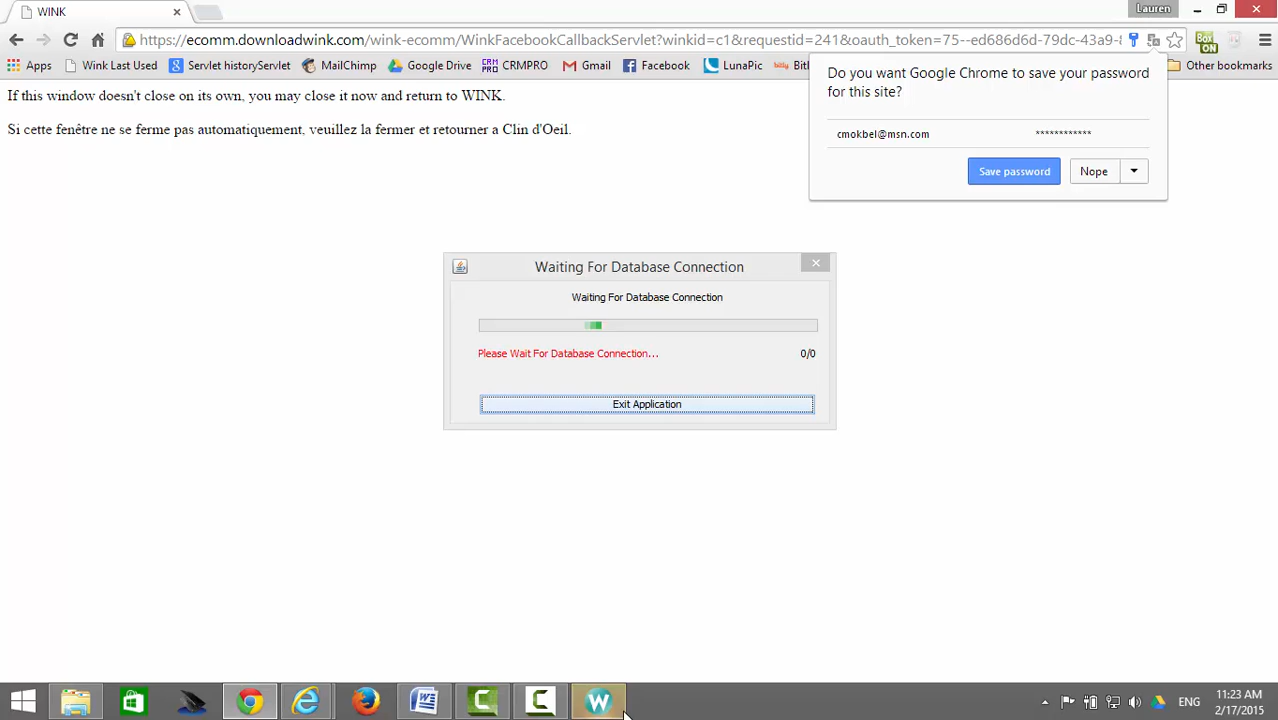 WINK
Lauren
https://ecomm.downloadwink.com/wink-ecomm/WinkFacebookCallbackServlet?winkid=c1&requestid=241&oauth_token=75--ed686d6d-79dc-43a9-8
Box
ON
Apps Wink Last Used Servlet historyServlet MailChimp Google Dri CRMPRO Gmail Facebook LunaPic Bitl Other bookmarks
If this window doesn't close on its own, you may close it now and return to WINK.
Si cette fenêtre ne se ferme pas automatiquement, veuillez la fermer et retourner a Clin d'Oeil.
Do you want Google Chrome to save your password
for this site?
cmokbel@msn.com ************
Save password Nope
Waiting For Database Connection
Waiting For Database Connection
Please Wait For Database Connection... 0/0
Exit Application
ENG
11:23 AM
2/17/2015